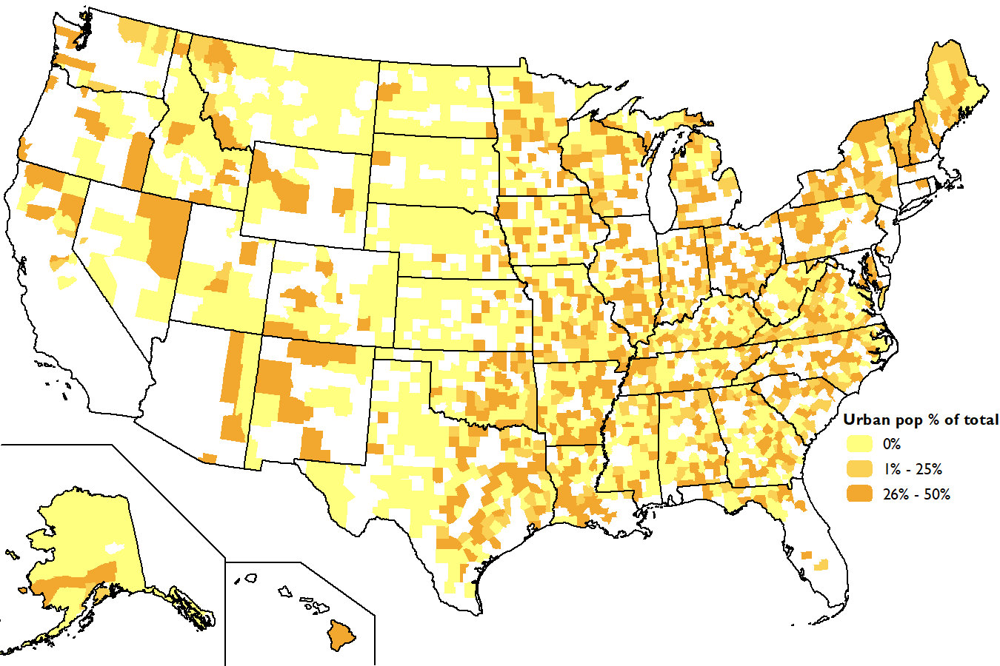 Urban pop % of total
0%
1% - 25%
26% - 50%